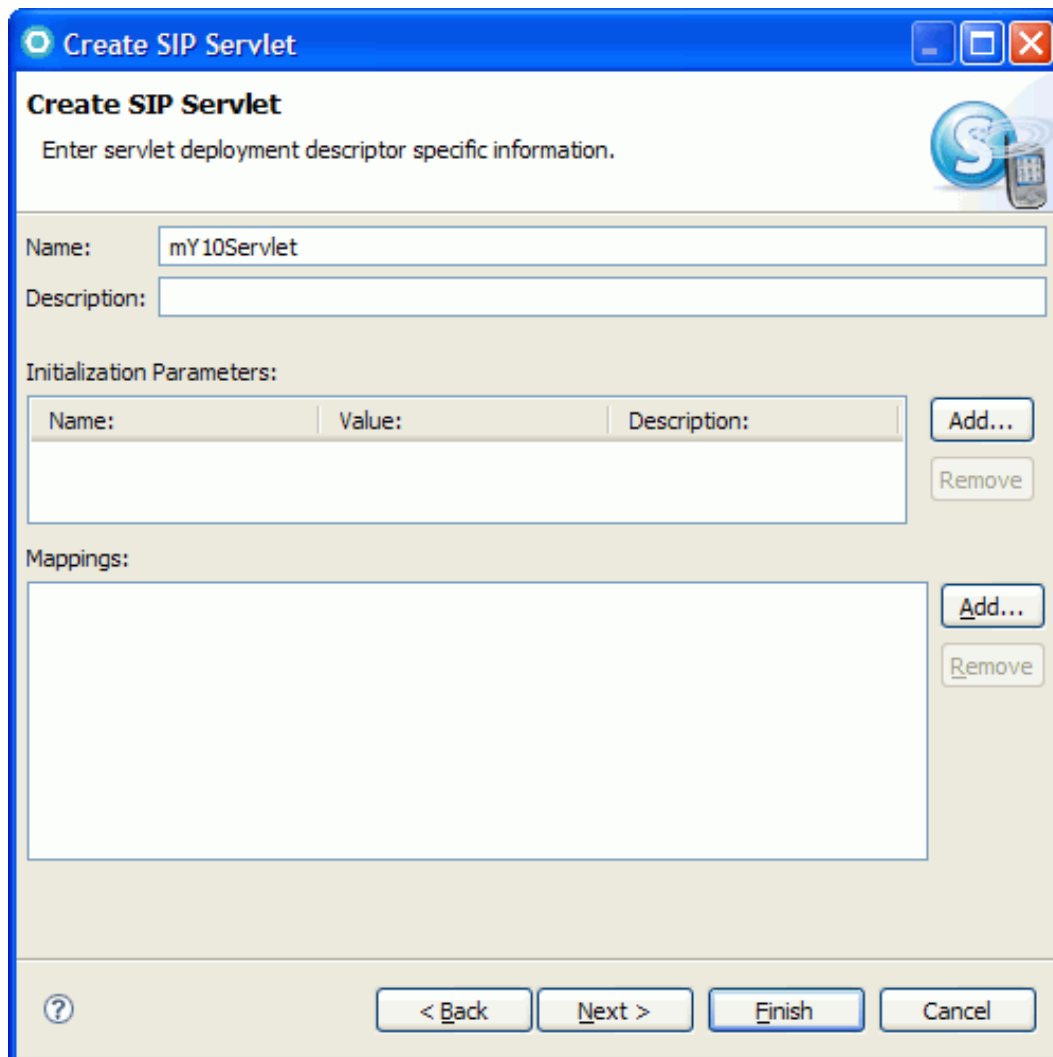 Create SIP Servlet
Create SIP Servlet
Enter servlet deployment descriptor specific information.
S
Name: mY10Servlet
Description:
Initialization Parameters:
Name: Value: Description: Add...
Remove
Mappings:
Add...
Remove
? < Back Next > Finish Cancel